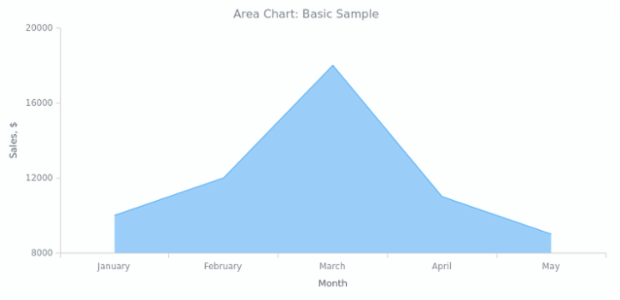 Area Chart: Basic Sample
20000
16000
12000
8000
Sales, $
January February March April May
Month